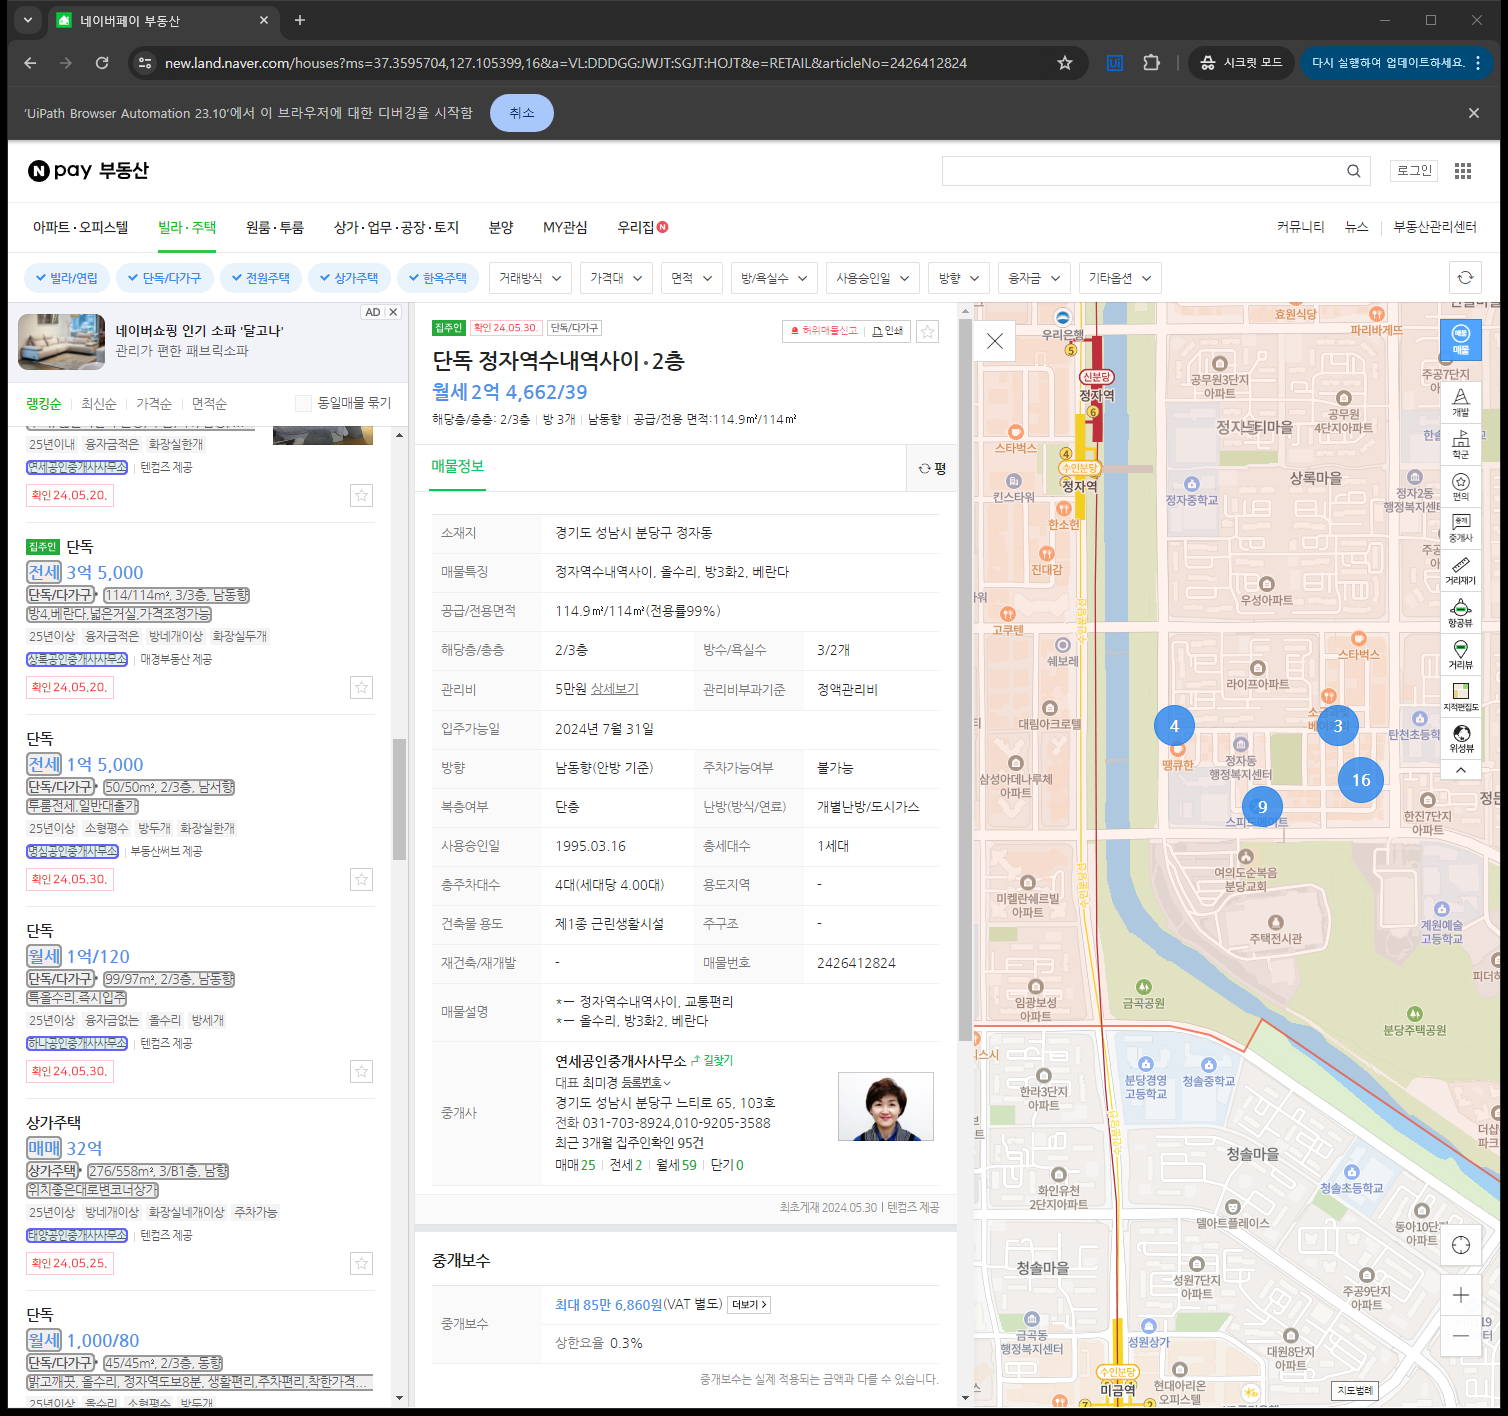 네이버페이 부동산
new.land.naver.com/houses?ms=37.3595704,127.105399,16&a=VL:DDDGG:JWJT:SGJT:HOJT&e=RETAIL&articleNo=2426412824
시크릿 모드
다시 실행하여 업데이트하세요.
'UiPath Browser Automation 23.10'에서 이 브라우저에 대한 디버깅을 시작함
취소
N pay 부동산
로그인
아파트·오피스텔 빌라·주택 원룸·투룸 상가·업무·공장·토지 분양 MY관심 우리집 N
커뮤니티 뉴스 부동산관리센터
빌라/연립 단독/다가구 전원주택 상가주택 한옥주택 거래방식 가격대 면적 방/욕실수 사용승인일 방향 융자금 기타옵션
AD
네이버쇼핑 인기 소파 '달고나'
관리가 편한 패브릭소파
랭킹순 최신순 가격순 면적순 동일매물 묶기
25년이내 융자금적은 화장실한개
연세공인중개사사무소 텐컴즈 제공
확인 24.05.20.
집주인 단독
전세 3억 5,000
단독/다가구 114/114m², 3/3층, 남동향
방4,베란다,넓은거실,가격조정가능
25년이상 융자금적은 방네개이상 화장실두개
상록공인중개사사무소 매경부동산 제공
확인 24.05.20.
단독
전세 1억 5,000
단독/다가구 50/50m², 2/3층, 남서향
투룸전세,일반대출가
25년이상 소형평수 방두개 화장실한개
명심공인중개사사무소 부동산써브 제공
확인 24.05.30.
단독
월세 1억/120
단독/다가구 99/97m², 2/3층, 남동향
특올수리.즉시입주
25년이상 융자금없는 올수리 방세개
하나공인중개사사무소 텐컴즈 제공
확인 24.05.30.
상가주택
매매 32억
상가주택 276/558m², 3/B1층, 남향
위치좋은대로변코너상가
25년이상 방네개이상 화장실네개이상 주차가능
태양공인중개사사무소 텐컴즈 제공
확인 24.05.25.
단독
월세 1,000/80
단독/다가구 45/45m², 2/3층, 동향
밝고깨끗, 올수리, 정자역도보8분, 생활편리,주차편리,착한가격...
25년이상 올수리 소형평수 방두개
집주인 확인 24.05.30. 단독/다가구
허위매물신고 인쇄
단독 정자역수내역사이·2층
월세 2억 4,662/39
해당층/총층: 2/3층 방 3개 남동향 공급/전용 면적:114.9㎡/114㎡
매물정보
평
소재지 경기도 성남시 분당구 정자동
매물특징 정자역수내역사이, 올수리, 방3화2, 베란다
공급/전용면적 114.9㎡/114㎡(전용률99%)
해당층/총층 2/3층 방수/욕실수 3/2개
관리비 5만원 상세보기 관리비부과기준 정액관리비
입주가능일 2024년 7월 31일
방향 남동향(안방 기준) 주차가능여부 불가능
복층여부 단층 난방(방식/연료) 개별난방/도시가스
사용승인일 1995.03.16 총세대수 1세대
총주차대수 4대(세대당 4.00대) 용도지역 -
건축물 용도 제1종 근린생활시설 주구조 -
재건축/재개발 - 매물번호 2426412824
매물설명
*ㅡ 정자역수내역사이, 교통편리
*ㅡ 올수리, 방3화2, 베란다
중개사
연세공인중개사사무소 길찾기
대표 최미경 등록번호
경기도 성남시 분당구 느티로 65, 103호
전화 031-703-8924,010-9205-3588
최근 3개월 집주인확인 95건
매매 25 전세 2 월세 59 단기 0
최초게재 2024.05.30 텐컴즈 제공
중개보수
중개보수
최대 85만 6,860원(VAT 별도) 더보기
상한요율 0.3%
중개보수는 실제 적용되는 금액과 다를 수 있습니다.
우리은행
5
신분당
정자역
6
4
수인분당
정자역
스타벅스
킨스타워
한소헌
진대감
고쿠텐
쉐보레
대림아크로텔
삼성아데나루체
아파트
미켈란쉐르빌
아파트
임광보성
아파트
효원식당
파리바게뜨
공무원3단지
아파트
공무원
4단지아파트
주공7단지
아파트
정자중학교
상록마을
정자2동
행정복지센터
우성아파트
스타벅스
라이프아파트
4
3
16
9
땡큐한
정자동
행정복지센터
탄천초등학교
한진7단지
아파트
여의도순복음
분당교회
주택전시관
계원예술
고등학교
금곡공원
분당주택공원
분당경영
고등학교
청솔중학교
한라3단지
아파트
청솔마을
청솔초등학교
화인유천
2단지아파트
델아트플레이스
동아10단지
아파트
청솔마을
성원7단지
아파트
주공9단지
아파트
금곡동
행정복지센터
성원상가
대원8단지
아파트
수인분당
미금역
7
2
현대아리온
오피스텔
수인분당선
매물
매물
개발
학군
편의
중개
중개사
거리재기
항공뷰
거리뷰
지적편집도
위성뷰
지도범례